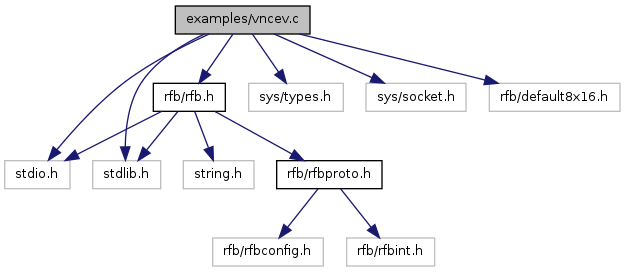 examples/vncev.c
rfb/rfb.h
sys/types.h
sys/socket.h
rfb/default8x16.h
stdio.h
stdlib.h
string.h
rfb/rfbproto.h
rfb/rfbconfig.h
rfb/rfbint.h